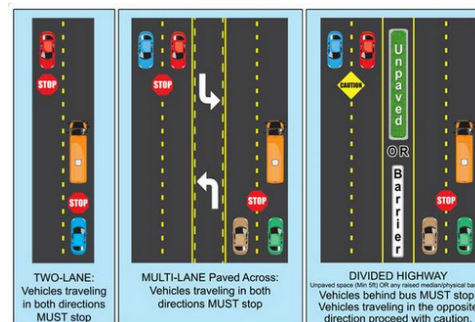 STOP
STOP
STOP
STOP
CAUTION
STOP
Unpaved
OR
Barrier
TWO-LANE:
Vehicles traveling
in both directions
MUST stop
MULTI-LANE Paved Across:
Vehicles traveling in both
directions MUST stop
DIVIDED HIGHWAY
Unpaved space (Min 5ft) OR any raised median/physical bar
Vehicles behind bus MUST stop
Vehicles traveling in the opposite
direction proceed with caution.